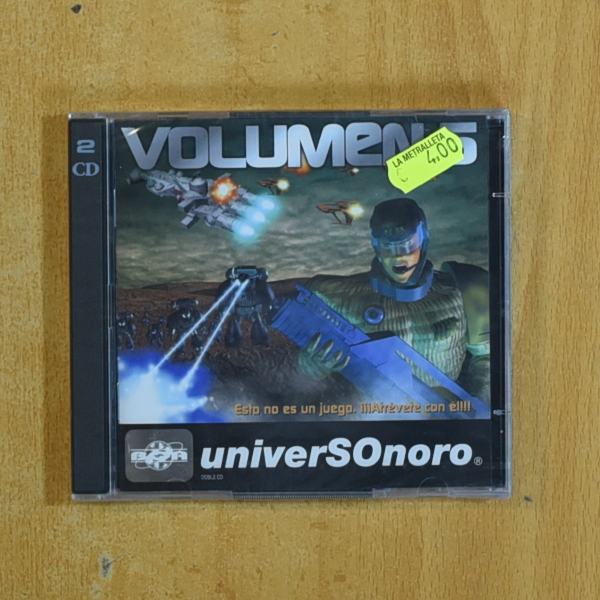 2
CD
VOLUMEN 5
LA METRALLETA
€ 4,00
Esto no es un juego. ¡¡¡Atrévete con él!!!
univerSOnoro®
DOBLE CD